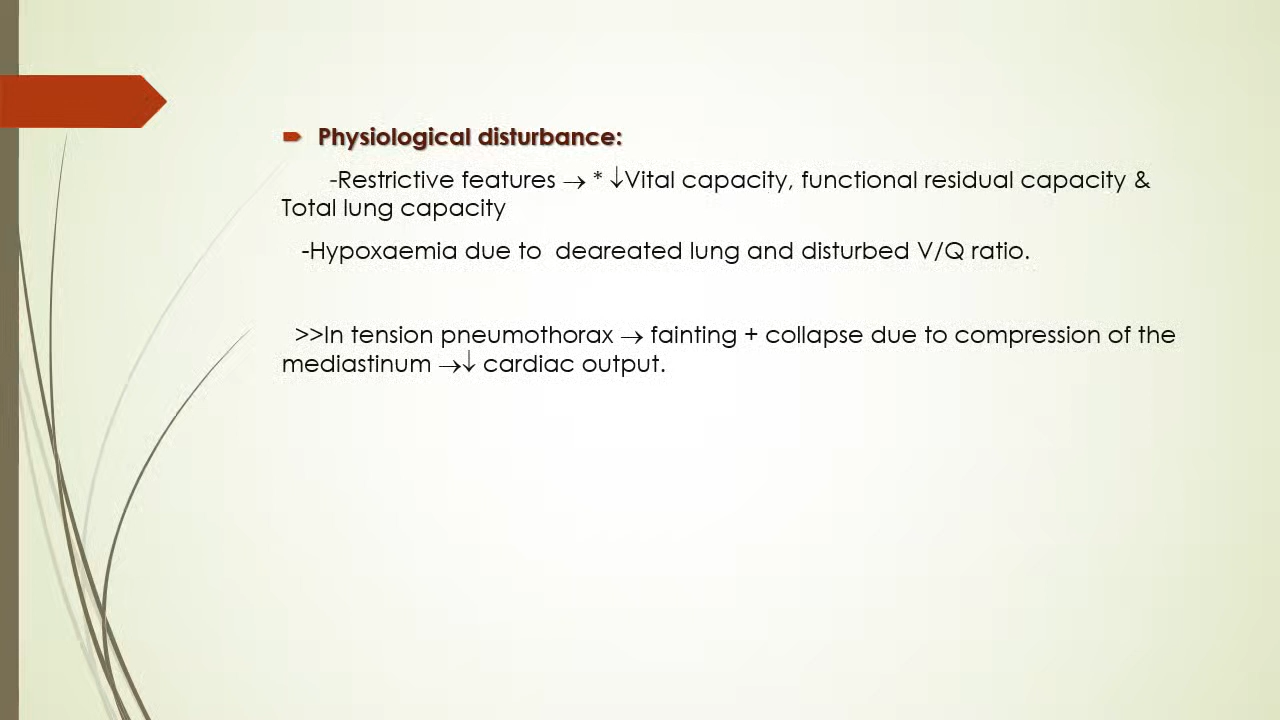 Physiological disturbance:
-Restrictive features → * ↓Vital capacity, functional residual capacity &
Total lung capacity
-Hypoxaemia due to deareated lung and disturbed V/Q ratio.
>>In tension pneumothorax → fainting + collapse due to compression of the
mediastinum →↓ cardiac output.